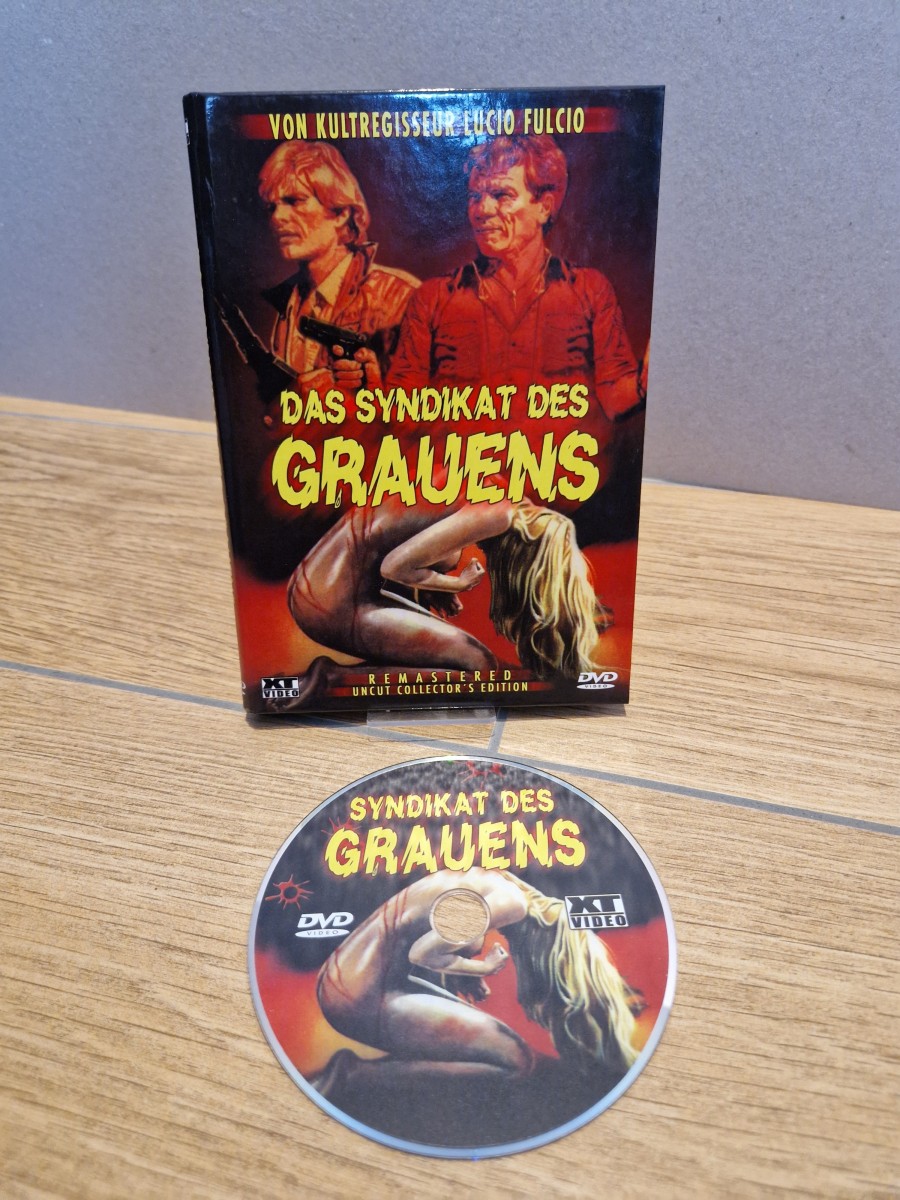 VON KULTREGISSEUR LUCIO FULCIO
DAS SYNDIKAT DES
GRAUENS
REMASTERED
UNCUT COLLECTOR'S EDITION
XT
VIDEO
DVD
VIDEO
SYNDIKAT DES
GRAUENS
DVD
VIDEO
XT
VIDEO